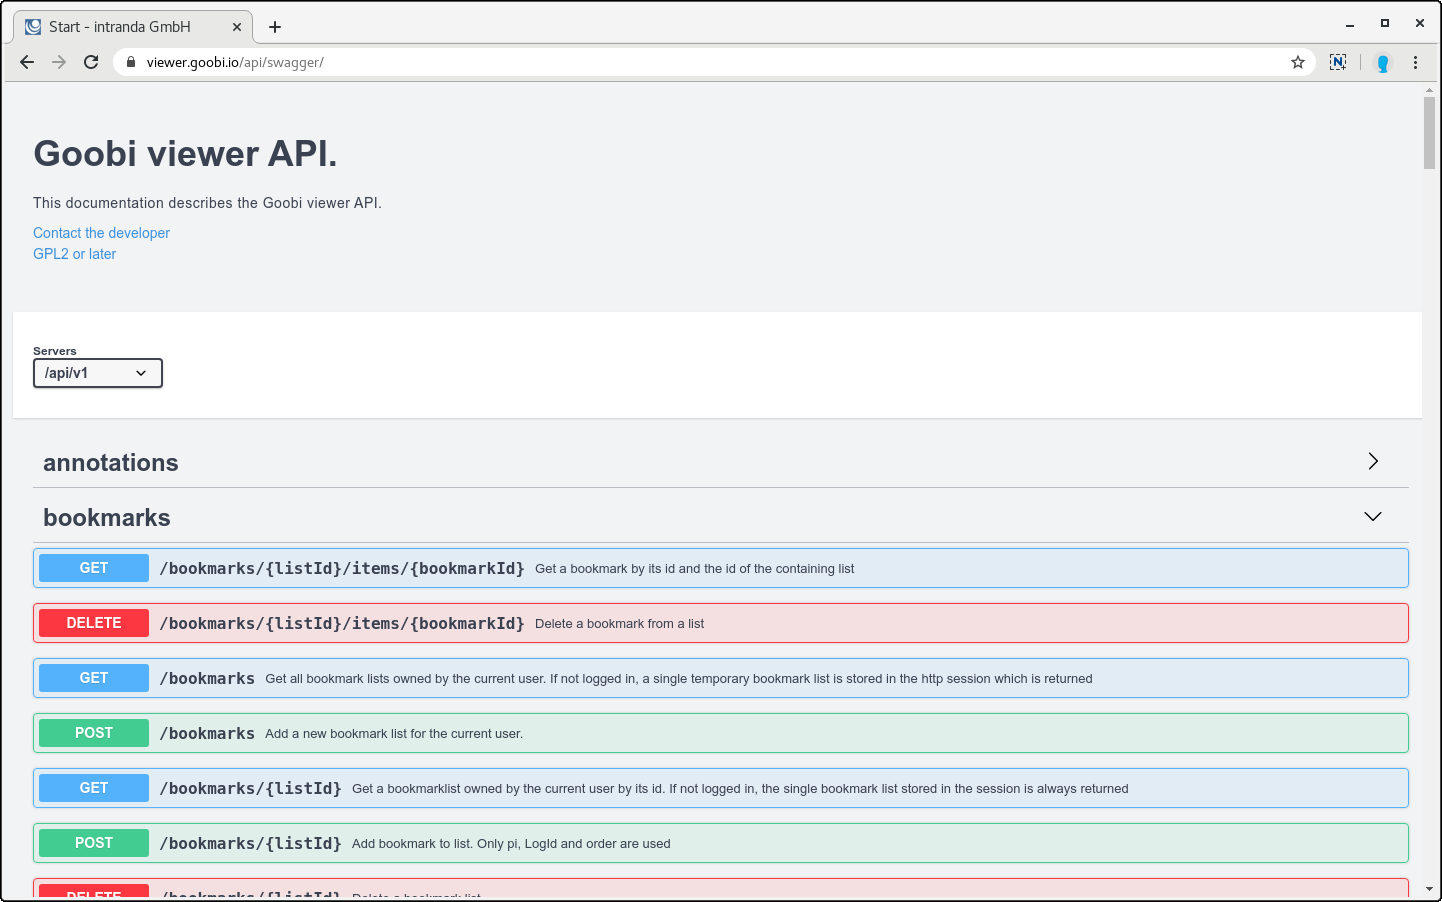 Start - intranda GmbH
viewer.goobi.io/api/swagger/
N
Goobi viewer API.
This documentation describes the Goobi viewer API.
Contact the developer
GPL2 or later
Servers
/api/v1
annotations
bookmarks
GET /bookmarks/{listId}/items/{bookmarkId} Get a bookmark by its id and the id of the containing list
DELETE /bookmarks/{listId}/items/{bookmarkId} Delete a bookmark from a list
GET /bookmarks Get all bookmark lists owned by the current user. If not logged in, a single temporary bookmark list is stored in the http session which is returned
POST /bookmarks Add a new bookmark list for the current user.
GET /bookmarks/{listId} Get a bookmarklist owned by the current user by its id. If not logged in, the single bookmark list stored in the session is always returned
POST /bookmarks/{listId} Add bookmark to list. Only pi, LogId and order are used
DELETE /bookmarks/{listId} Delete a bookmark list